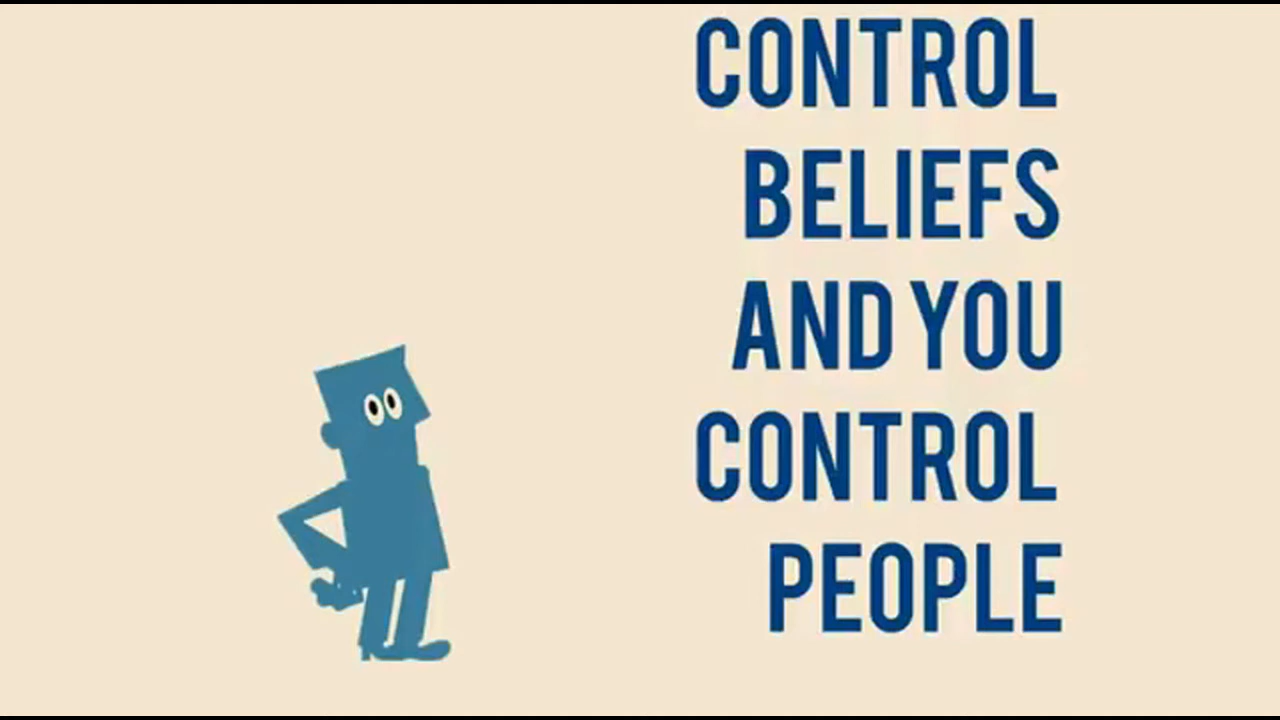 CONTROL
BELIEFS
AND YOU
CONTROL
PEOPLE